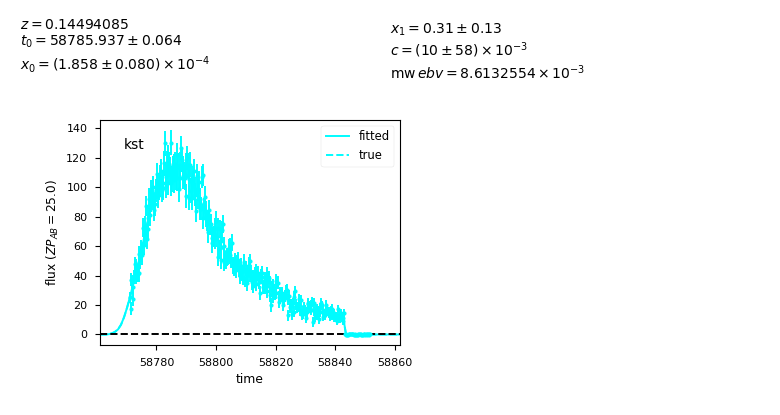 z = 0.14494085
t₀ = 58785.937 ± 0.064
x₀ = (1.858 ± 0.080) × 10⁻⁴
x₁ = 0.31 ± 0.13
c = (10 ± 58) × 10⁻³
mw ebv = 8.6132554 × 10⁻³
kst
fitted
true
140
120
100
80
60
40
20
0
flux (ZP_AB = 25.0)
58780 58800 58820 58840 58860
time